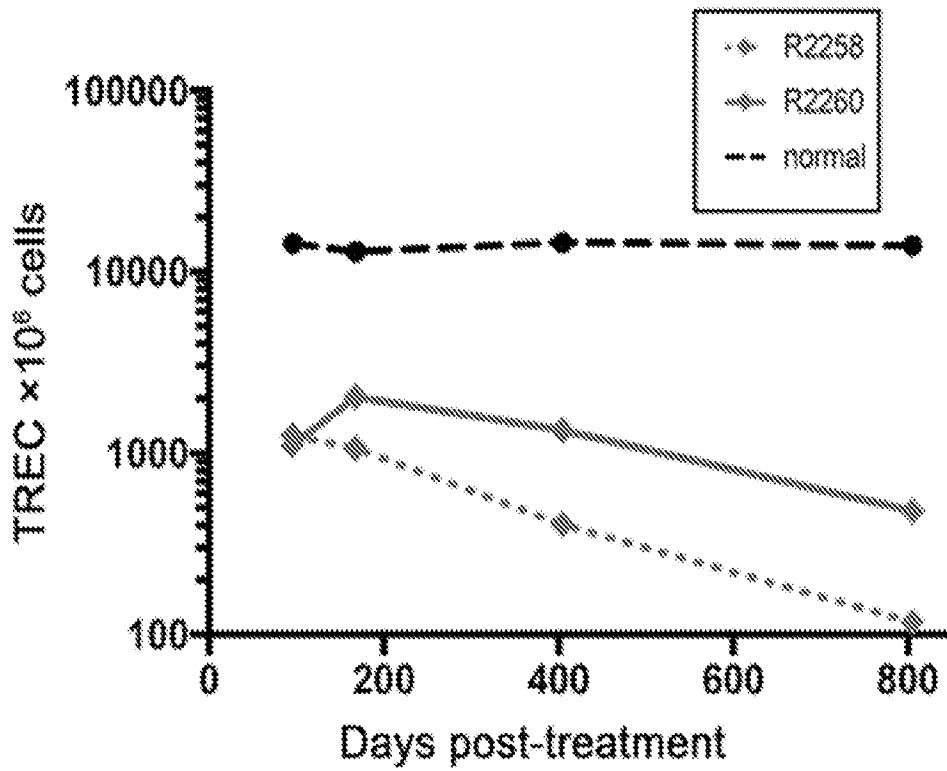 R2258
R2260
normal
100000
10000
1000
100
TREC ×10⁶ cells
0 200 400 600 800
Days post-treatment